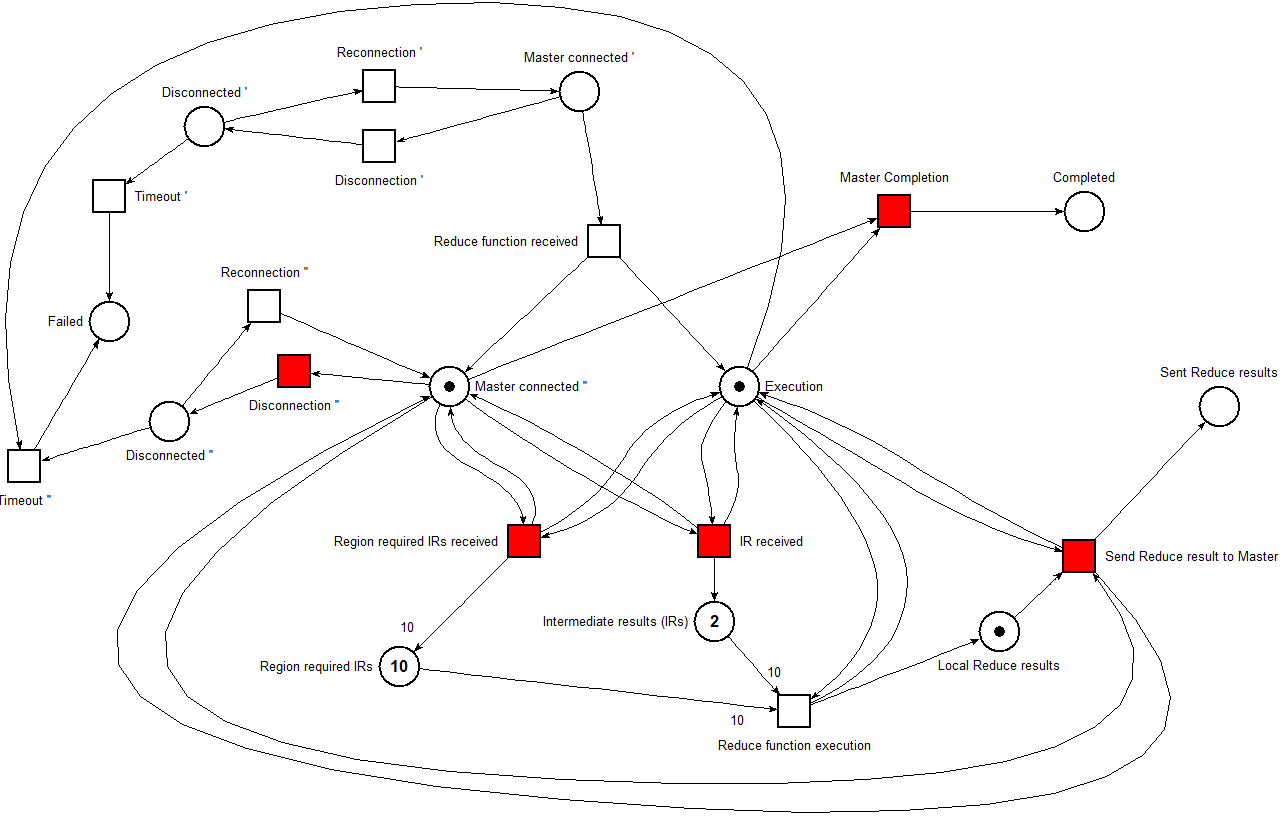 Reconnection '
Master connected '
Disconnected '
Disconnection '
Timeout '
Master Completion
Completed
Reduce function received
Reconnection "
Failed
Master connected "
Execution
Sent Reduce results
Disconnection "
Disconnected "
Timeout "
Region required IRs received
IR received
Send Reduce result to Master
Intermediate results (IRs)
2
10
Region required IRs
10
Local Reduce results
10
10
Reduce function execution